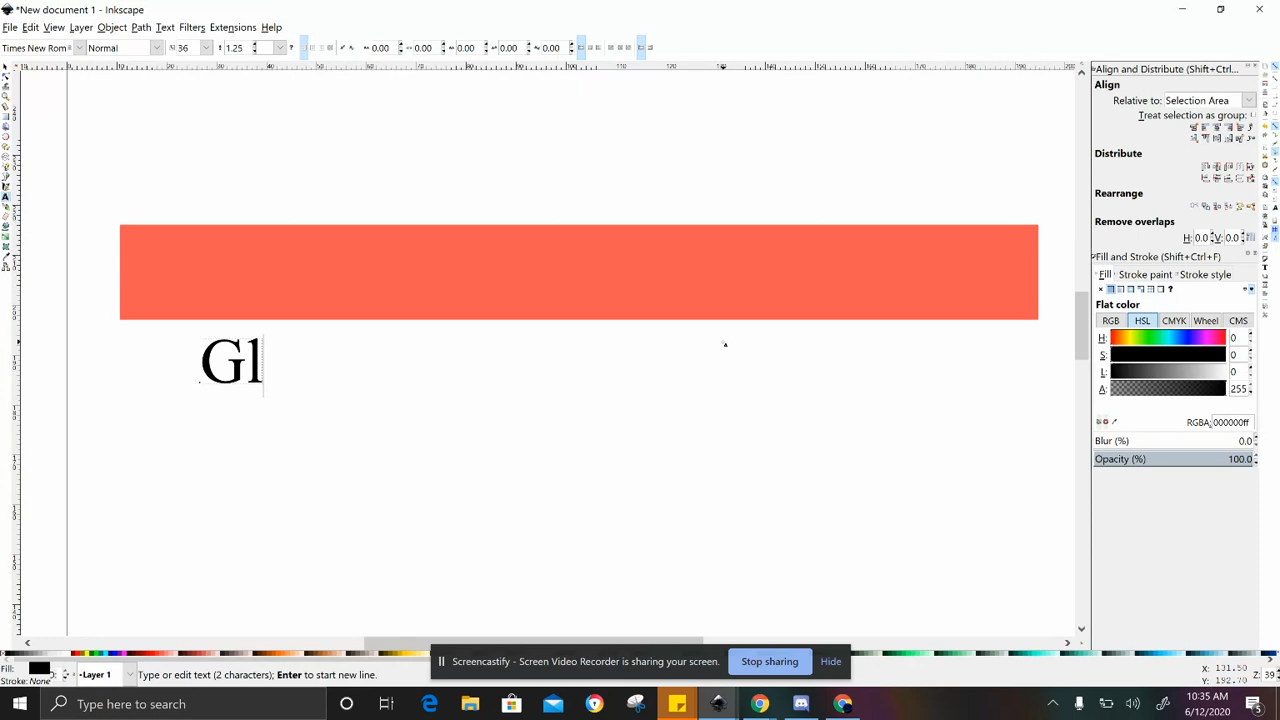 *New document 1 - Inkscape
File Edit View Layer Object Path Text Filters Extensions Help
Times New Rom Normal 36 1.25 0.00 0.00 0.00 0.00 0.00
Align and Distribute (Shift+Ctrl...
Align
Relative to: Selection Area
Treat selection as group:
Distribute
Rearrange
Remove overlaps
H: 0.0 V: 0.0
Fill and Stroke (Shift+Ctrl+F)
Fill Stroke paint Stroke style
Flat color
RGB HSL CMYK Wheel CMS
H: 0
S: 0
L: 0
A: 255
RGBA: 000000ff
Blur (%) 0.0
Opacity (%) 100.0
Gl
Screencastify - Screen Video Recorder is sharing your screen. Stop sharing Hide
Fill:
Stroke: None
O:
Layer 1
Type or edit text (2 characters); Enter to start new line.
X: 131.50
Y: 192.70
Z: 39
Type here to search
10:35 AM
6/12/2020